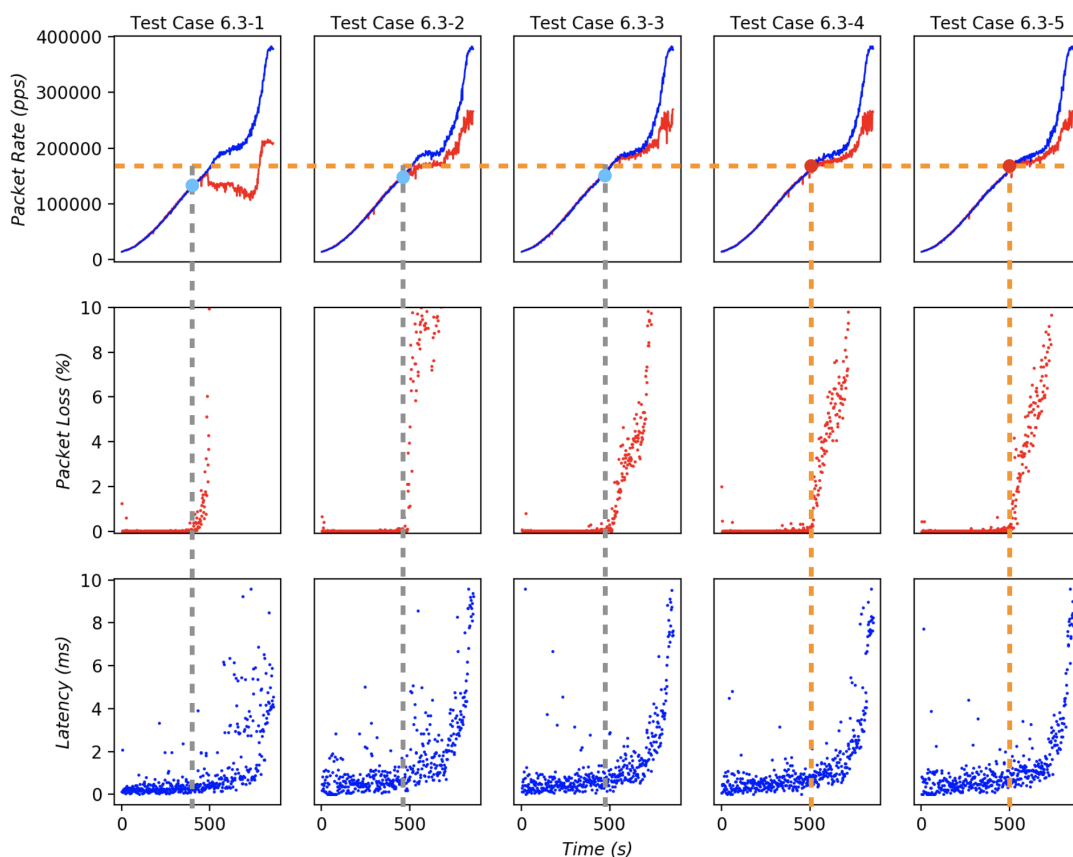 Test Case 6.3-1 Test Case 6.3-2 Test Case 6.3-3 Test Case 6.3-4 Test Case 6.3-5
Packet Rate (pps)
400000
300000
200000
100000
0
Packet Loss (%)
10
8
6
4
2
0
Latency (ms)
10
8
6
4
2
0
0 500 0 500 0 500 0 500 0 500
Time (s)